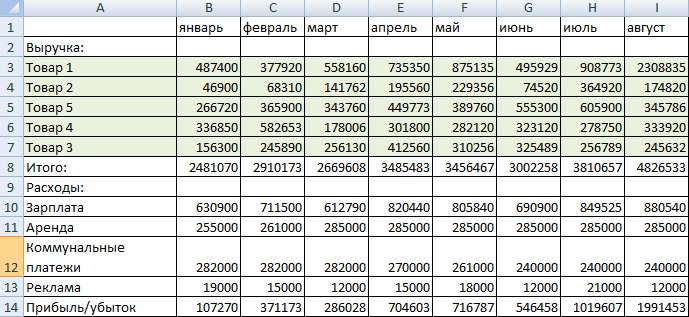 A B C D E F G H I
1 январь февраль март апрель май июнь июль август
2 Выручка:
3 Товар 1 487400 377920 558160 735350 875135 495929 908773 2308835
4 Товар 2 46900 68310 141762 195560 229356 74520 364920 174820
5 Товар 5 266720 365900 343760 449773 389760 555300 605900 345786
6 Товар 4 336850 582653 178006 301800 282120 323120 278750 333920
7 Товар 3 156300 245890 256130 412560 310256 325489 256789 245632
8 Итого: 2481070 2910173 2669608 3485483 3456467 3002258 3810657 4826533
9 Расходы:
10 Зарплата 630900 711500 612790 820440 805840 690900 849525 880540
11 Аренда 255000 261000 285000 285000 285000 285000 285000 285000
Коммунальные
12 платежи 282000 282000 282000 270000 261000 240000 240000 240000
13 Реклама 19000 15000 12000 15000 18000 12000 21000 12000
14 Прибыль/убыток 107270 371173 286028 704603 716787 546458 1019607 1991453